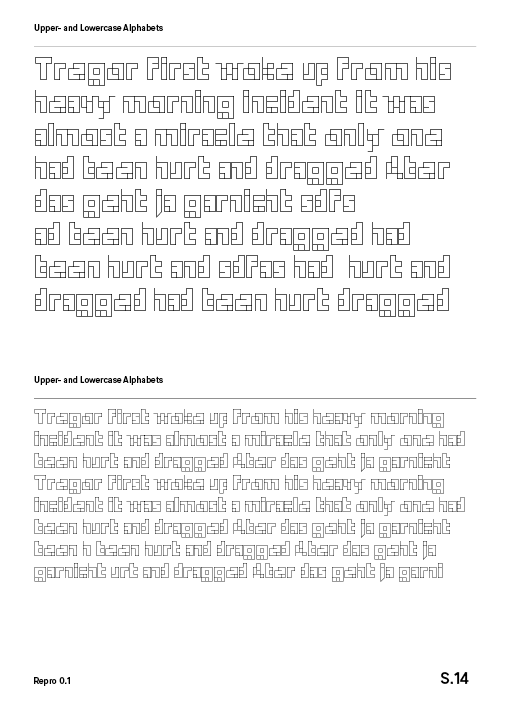 Upper- and Lowercase Alphabets
Tregor First woke up from his
heavy morning incident it was
almost a miracle that only one
had been hurt and dragged Aber
das geht ja garnicht sdfs
ad been hurt and dragged had
been hurt and sdfes had hurt and
dragged had been hurt dragged
Upper- and Lowercase Alphabets
Tregor First woke up from his heavy morning
incident it was almost a miracle that only one had
been hurt and dragged Aber das geht ja garnicht
Tregor First woke up from his heavy morning
incident it was almost a miracle that only one had
been hurt and dragged Aber das geht ja garnicht
been h been hurt and dragged Aber das geht ja
garnicht urt and dragged Aber das geht ja garni
Repro 0.1
S.14